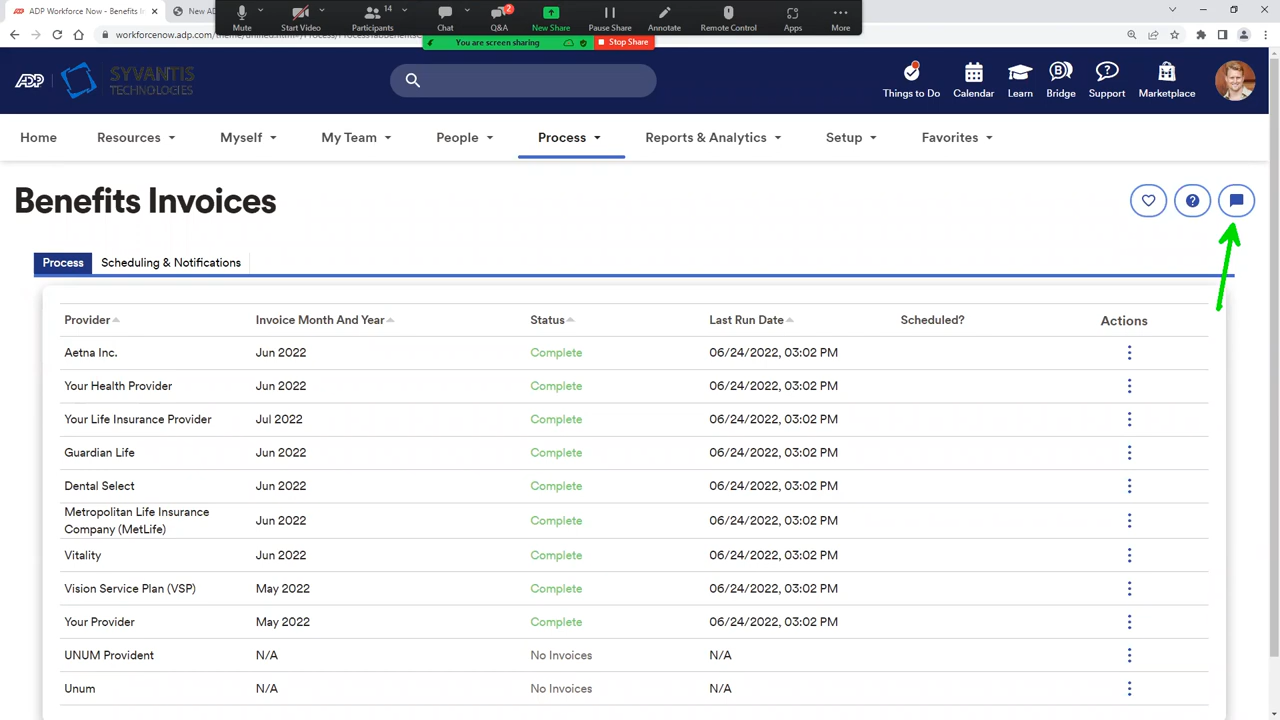 ADP Workforce Now - Benefits In
New AD
Mute
Start Video
14
Participants
Chat
2
Q&A
New Share
Pause Share
Annotate
Remote Control
Apps
More
You are screen sharing
Stop Share
ADP
SYVANTIS
TECHNOLOGIES
Things to Do
Calendar
Learn
Bridge
Support
Marketplace
Home
Resources
Myself
My Team
People
Process
Reports & Analytics
Setup
Favorites
Benefits Invoices
Process
Scheduling & Notifications
Provider Invoice Month And Year Status Last Run Date Scheduled? Actions
Aetna Inc. Jun 2022 Complete 06/24/2022, 03:02 PM
Your Health Provider Jun 2022 Complete 06/24/2022, 03:02 PM
Your Life Insurance Provider Jul 2022 Complete 06/24/2022, 03:02 PM
Guardian Life Jun 2022 Complete 06/24/2022, 03:02 PM
Dental Select Jun 2022 Complete 06/24/2022, 03:02 PM
Metropolitan Life Insurance
Company (MetLife) Jun 2022 Complete 06/24/2022, 03:02 PM
Vitality Jun 2022 Complete 06/24/2022, 03:02 PM
Vision Service Plan (VSP) May 2022 Complete 06/24/2022, 03:02 PM
Your Provider May 2022 Complete 06/24/2022, 03:02 PM
UNUM Provident N/A No Invoices N/A
Unum N/A No Invoices N/A